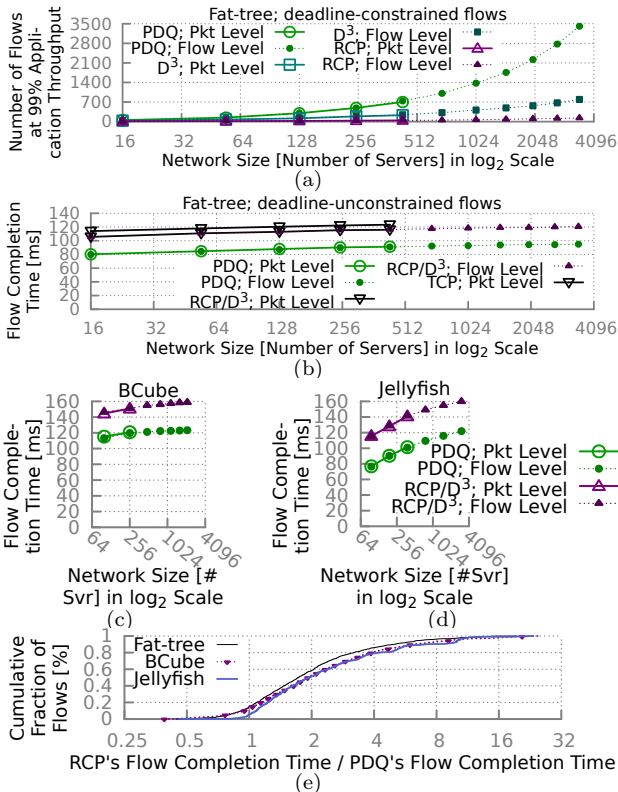 Fat-tree; deadline-constrained flows
Number of Flows
at 99% Appli-
cation Throughput
3500
2800
2100
1400
700
0
PDQ; Pkt Level
PDQ; Flow Level
D³; Pkt Level
D³; Flow Level
RCP; Pkt Level
RCP; Flow Level
16 32 64 128 256 512 1024 2048 4096
Network Size [Number of Servers] in log₂ Scale
(a)
Fat-tree; deadline-unconstrained flows
Flow Completion
Time [ms]
140
120
100
80
60
40
20
0
PDQ; Pkt Level
PDQ; Flow Level
RCP/D³; Pkt Level
RCP/D³; Flow Level
TCP; Pkt Level
16 32 64 128 256 512 1024 2048 4096
Network Size [Number of Servers] in log₂ Scale
(b)
BCube
Flow Comple-
tion Time [ms]
160
140
120
100
80
60
40
20
0
64 256 1024 4096
Network Size [#
Svr] in log₂ Scale
(c)
Jellyfish
Flow Comple-
tion Time [ms]
160
140
120
100
80
60
40
20
0
PDQ; Pkt Level
PDQ; Flow Level
RCP/D³; Pkt Level
RCP/D³; Flow Level
64 256 1024 4096
Network Size [#Svr]
in log₂ Scale
(d)
Cumulative
Fraction of
Flows [%]
1
0.8
0.6
0.4
0.2
0
Fat-tree
BCube
Jellyfish
0.25 0.5 1 2 4 8 16 32
RCP's Flow Completion Time / PDQ's Flow Completion Time
(e)